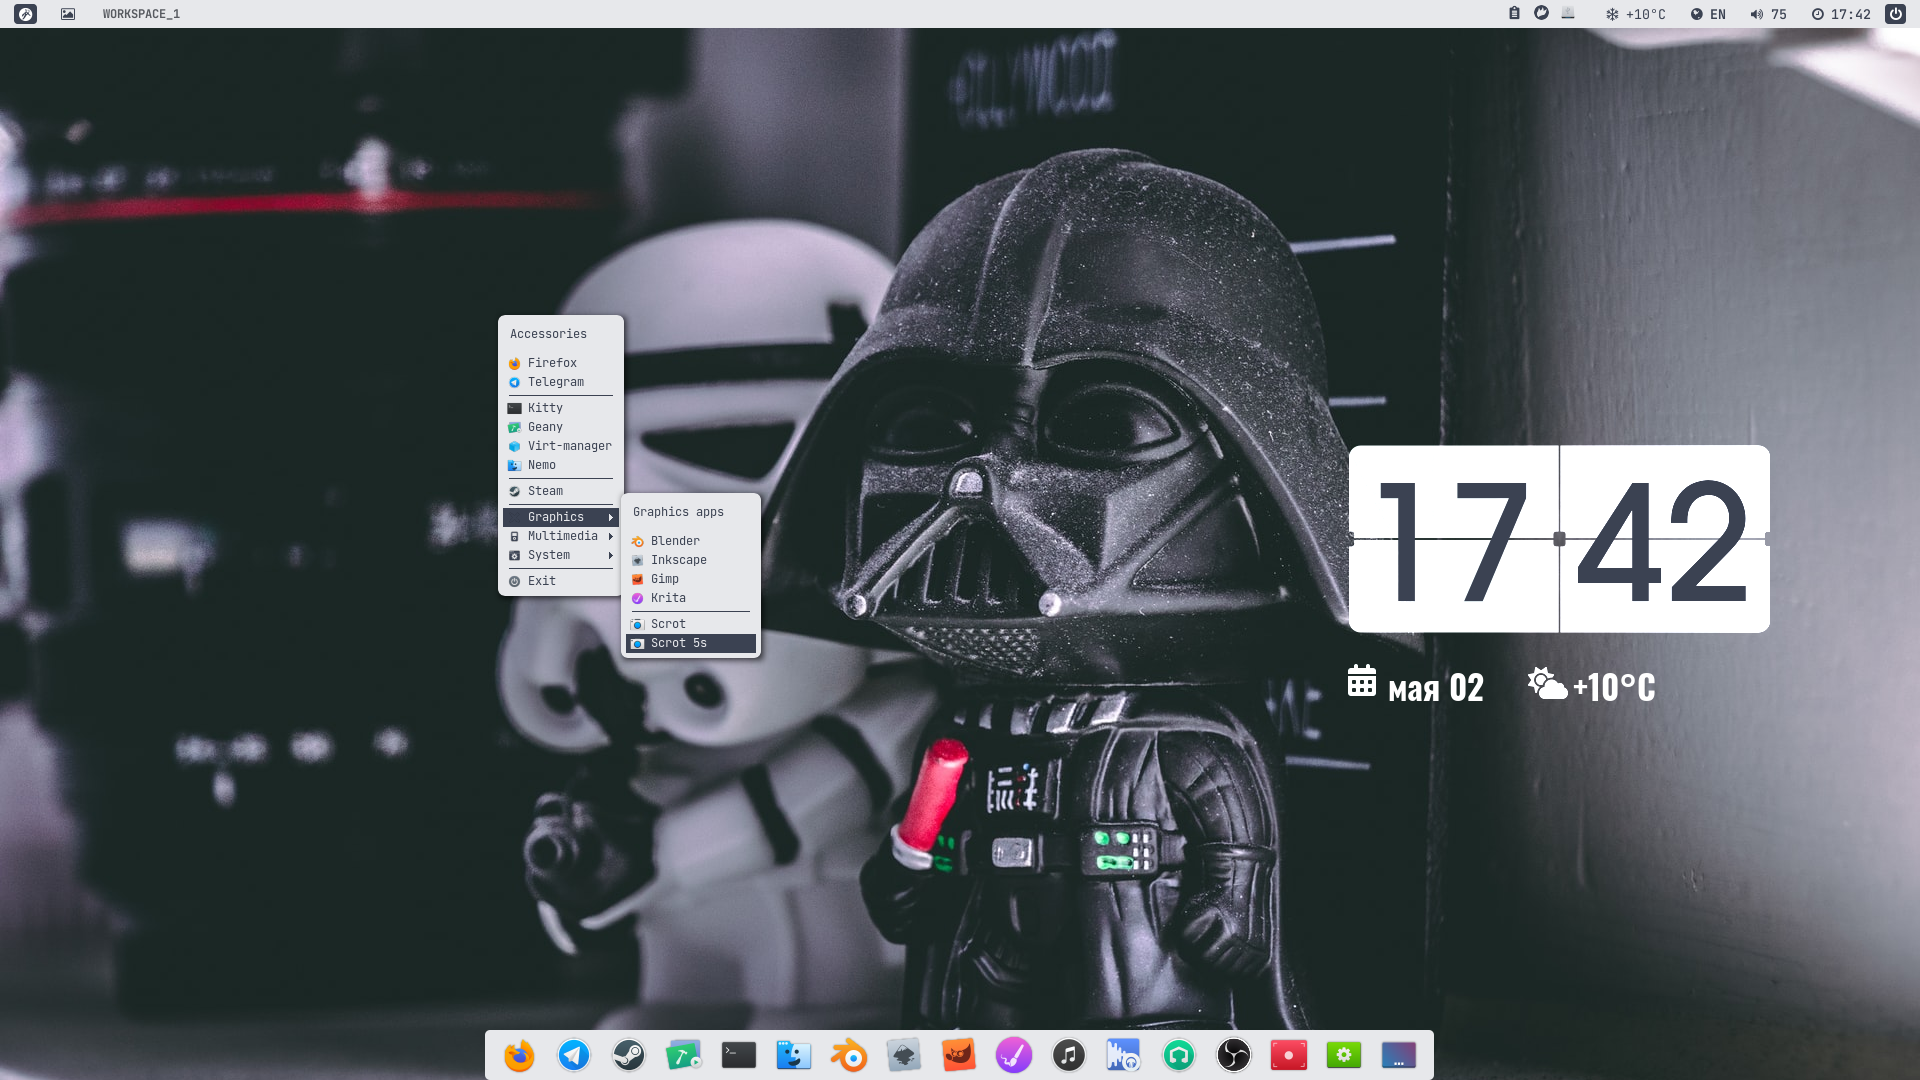 WORKSPACE_1
+10°C EN 75 17:42
Accessories
Firefox
Telegram
Kitty
Geany
Virt-manager
Nemo
Steam
Graphics
Multimedia
System
Exit
Graphics apps
Blender
Inkscape
Gimp
Krita
Scrot
Scrot 5s
17 42
мая 02 +10°C